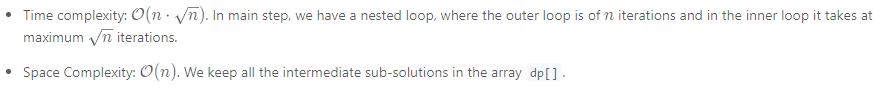 • Time complexity: O(n · √n). In main step, we have a nested loop, where the outer loop is of n iterations and in the inner loop it takes at
maximum √n iterations.
• Space Complexity: O(n). We keep all the intermediate sub-solutions in the array dp[] .